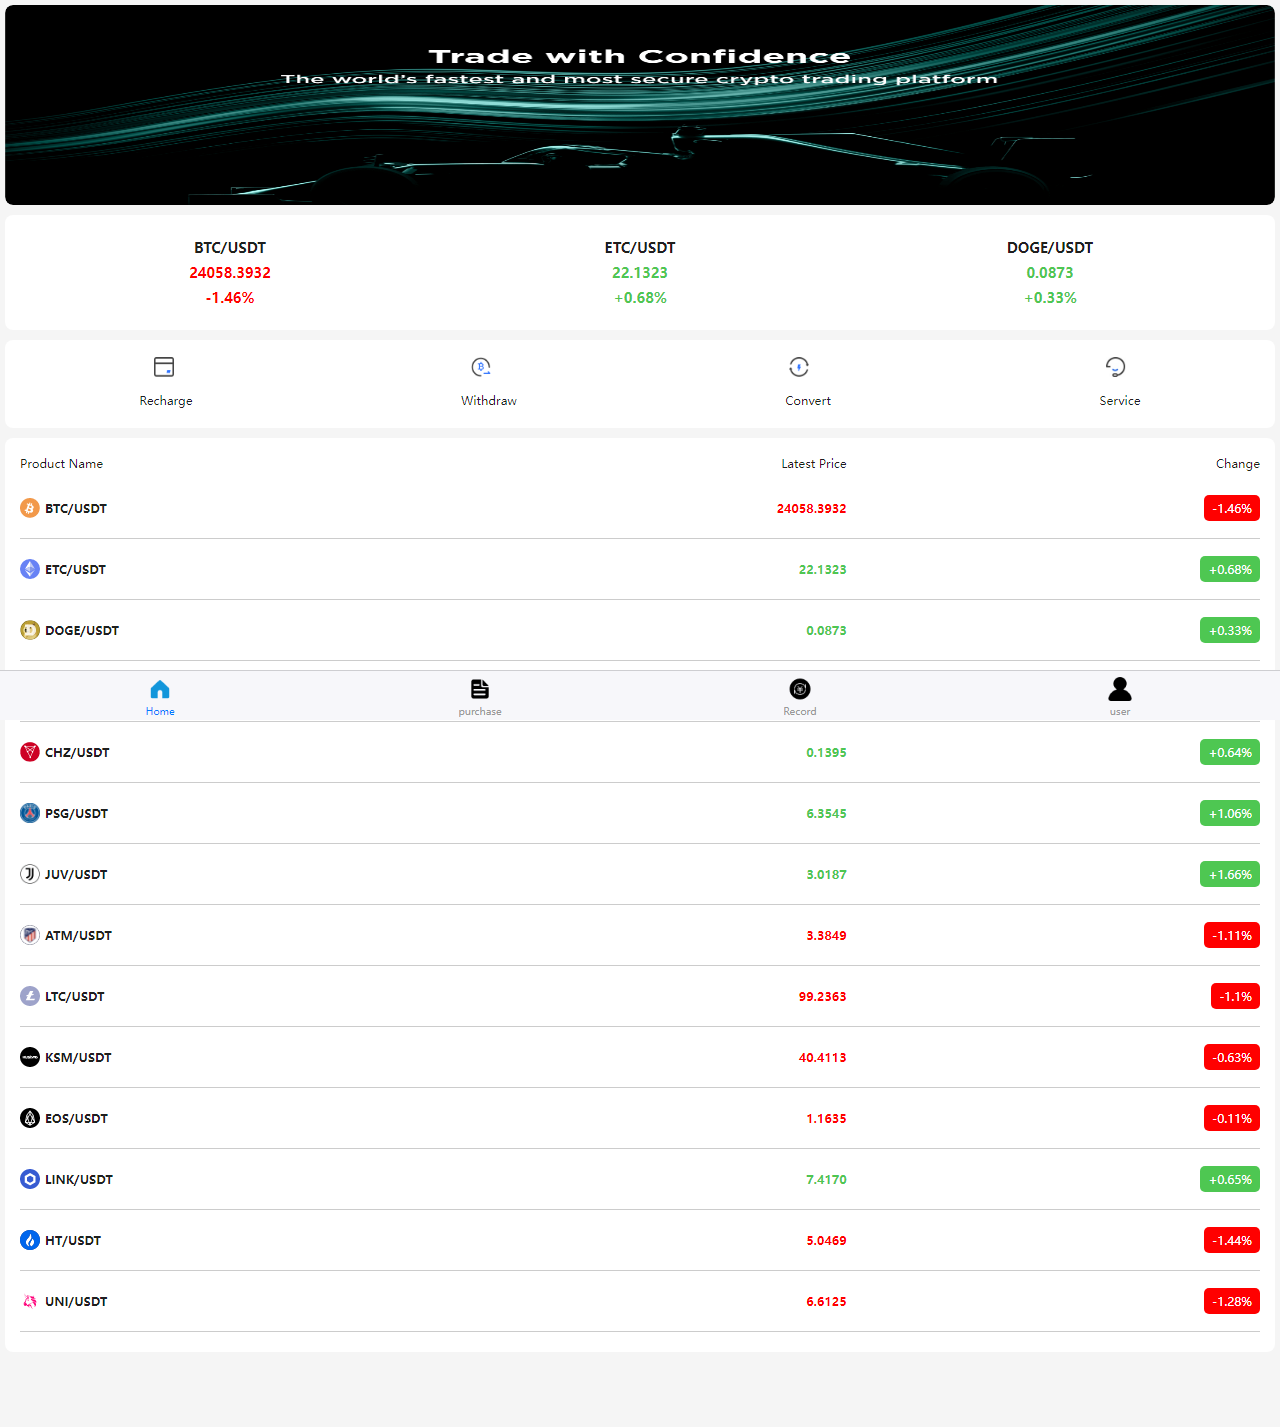 Trade with Confidence
The world's fastest and most secure crypto trading platform
BTC/USDT ETC/USDT DOGE/USDT
24058.3932 22.1323 0.0873
-1.46% +0.68% +0.33%
Recharge Withdraw Convert Service
Product Name Latest Price Change
BTC/USDT 24058.3932 -1.46%
ETC/USDT 22.1323 +0.68%
DOGE/USDT 0.0873 +0.33%
Home purchase Record user
CHZ/USDT 0.1395 +0.64%
PSG/USDT 6.3545 +1.06%
JUV/USDT 3.0187 +1.66%
ATM/USDT 3.3849 -1.11%
LTC/USDT 99.2363 -1.1%
KSM/USDT 40.4113 -0.63%
EOS/USDT 1.1635 -0.11%
LINK/USDT 7.4170 +0.65%
HT/USDT 5.0469 -1.44%
UNI/USDT 6.6125 -1.28%